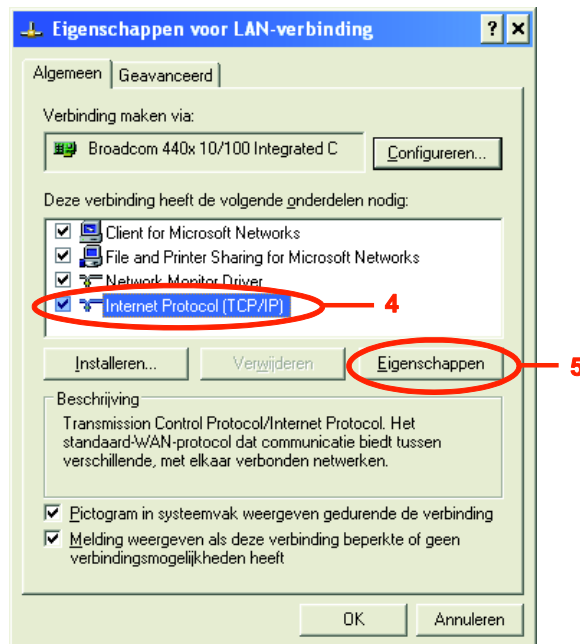 Eigenschappen voor LAN-verbinding
Algemeen Geavanceerd
Verbinding maken via:
Broadcom 440x 10/100 Integrated C Configureren...
Deze verbinding heeft de volgende onderdelen nodig:
Client for Microsoft Networks
File and Printer Sharing for Microsoft Networks
Network Monitor Driver
Internet Protocol (TCP/IP) 4
Installeren... Verwijderen Eigenschappen 5
Beschrijving
Transmission Control Protocol/Internet Protocol. Het
standaard-WAN-protocol dat communicatie biedt tussen
verschillende, met elkaar verbonden netwerken.
Pictogram in systeemvak weergeven gedurende de verbinding
Melding weergeven als deze verbinding beperkte of geen
verbindingsmogelijkheden heeft
OK Annuleren